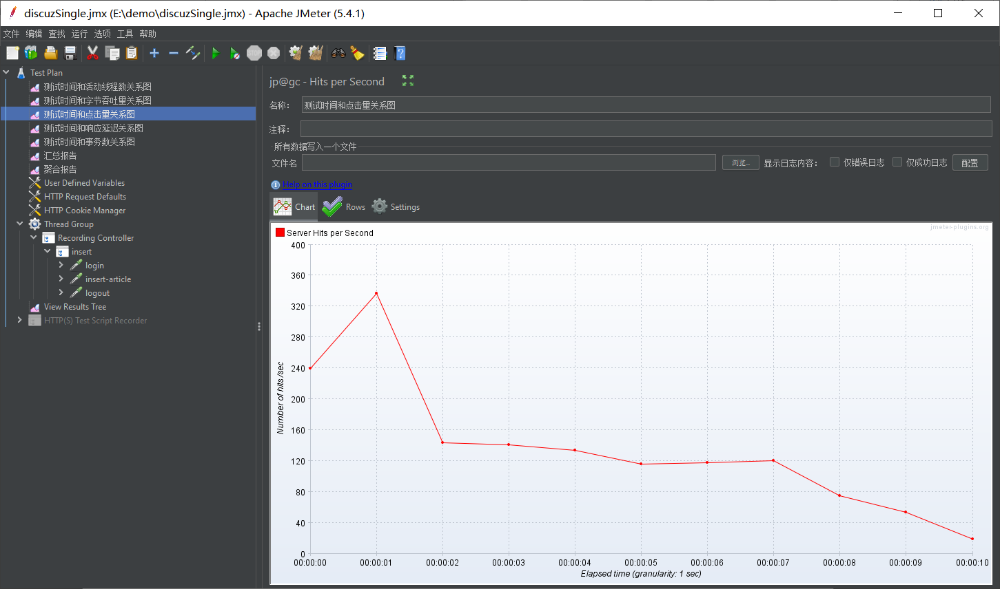 discuzSingle.jmx (E:\demo\discuzSingle.jmx) - Apache JMeter (5.4.1)
文件 编辑 查找 运行 选项 工具 帮助
STOP
Test Plan
测试时间和活动线程数关系图
测试时间和字节吞吐量关系图
测试时间和点击量关系图
测试时间和响应延迟关系图
测试时间和事务数关系图
汇总报告
聚合报告
User Defined Variables
HTTP Request Defaults
HTTP Cookie Manager
Thread Group
Recording Controller
insert
login
insert-article
logout
View Results Tree
HTTP(S) Test Script Recorder
jp@gc - Hits per Second
名称: 测试时间和点击量关系图
注释:
所有数据写入一个文件
文件名 浏览... 显示日志内容: 仅错误日志 仅成功日志 配置
Help on this plugin
Chart Rows Settings
jmeter-plugins.org
Server Hits per Second
400
360
320
280
240
200
160
120
80
40
0
Number of hits /sec
00:00:00 00:00:01 00:00:02 00:00:03 00:00:04 00:00:05 00:00:06 00:00:07 00:00:08 00:00:09 00:00:10
Elapsed time (granularity: 1 sec)